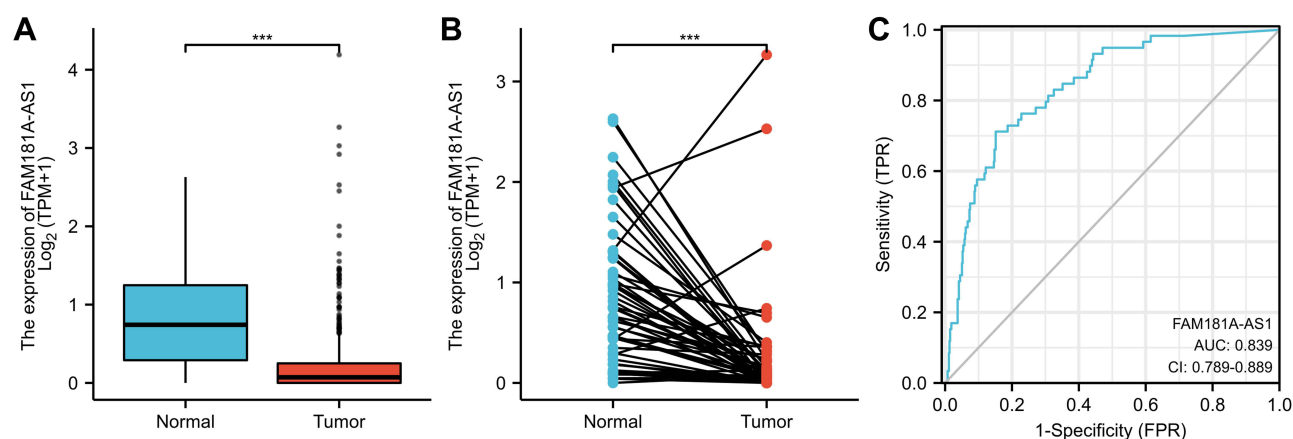 A
The expression of FAM181A-AS1
Log2 (TPM+1)
4
3
2
1
0
***
Normal
Tumor
B
The expression of FAM181A-AS1
Log2 (TPM+1)
3
2
1
0
***
Normal
Tumor
C
Sensitivity (TPR)
1.0
0.8
0.6
0.4
0.2
0.0
FAM181A-AS1
AUC: 0.839
CI: 0.789-0.889
0.0 0.2 0.4 0.6 0.8 1.0
1-Specificity (FPR)